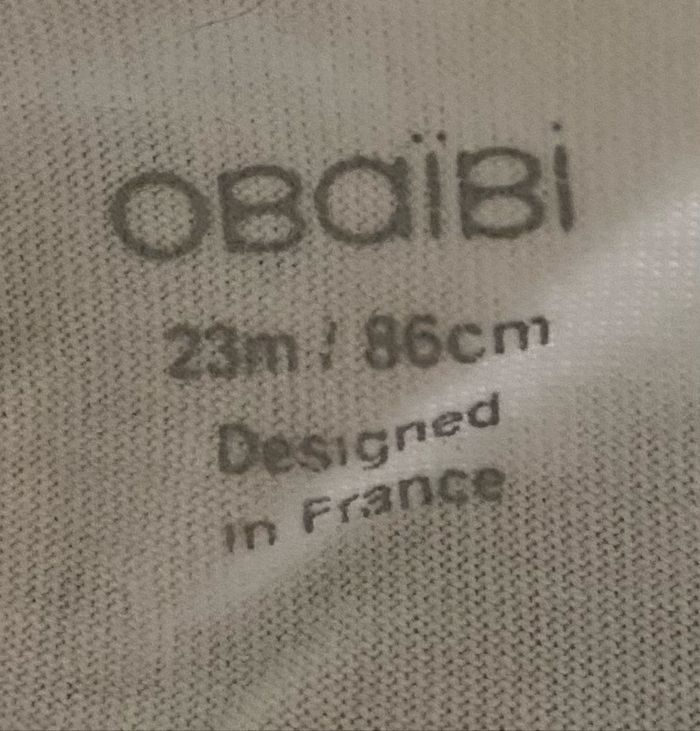 OBaïBi
23m / 86cm
Designed
in France